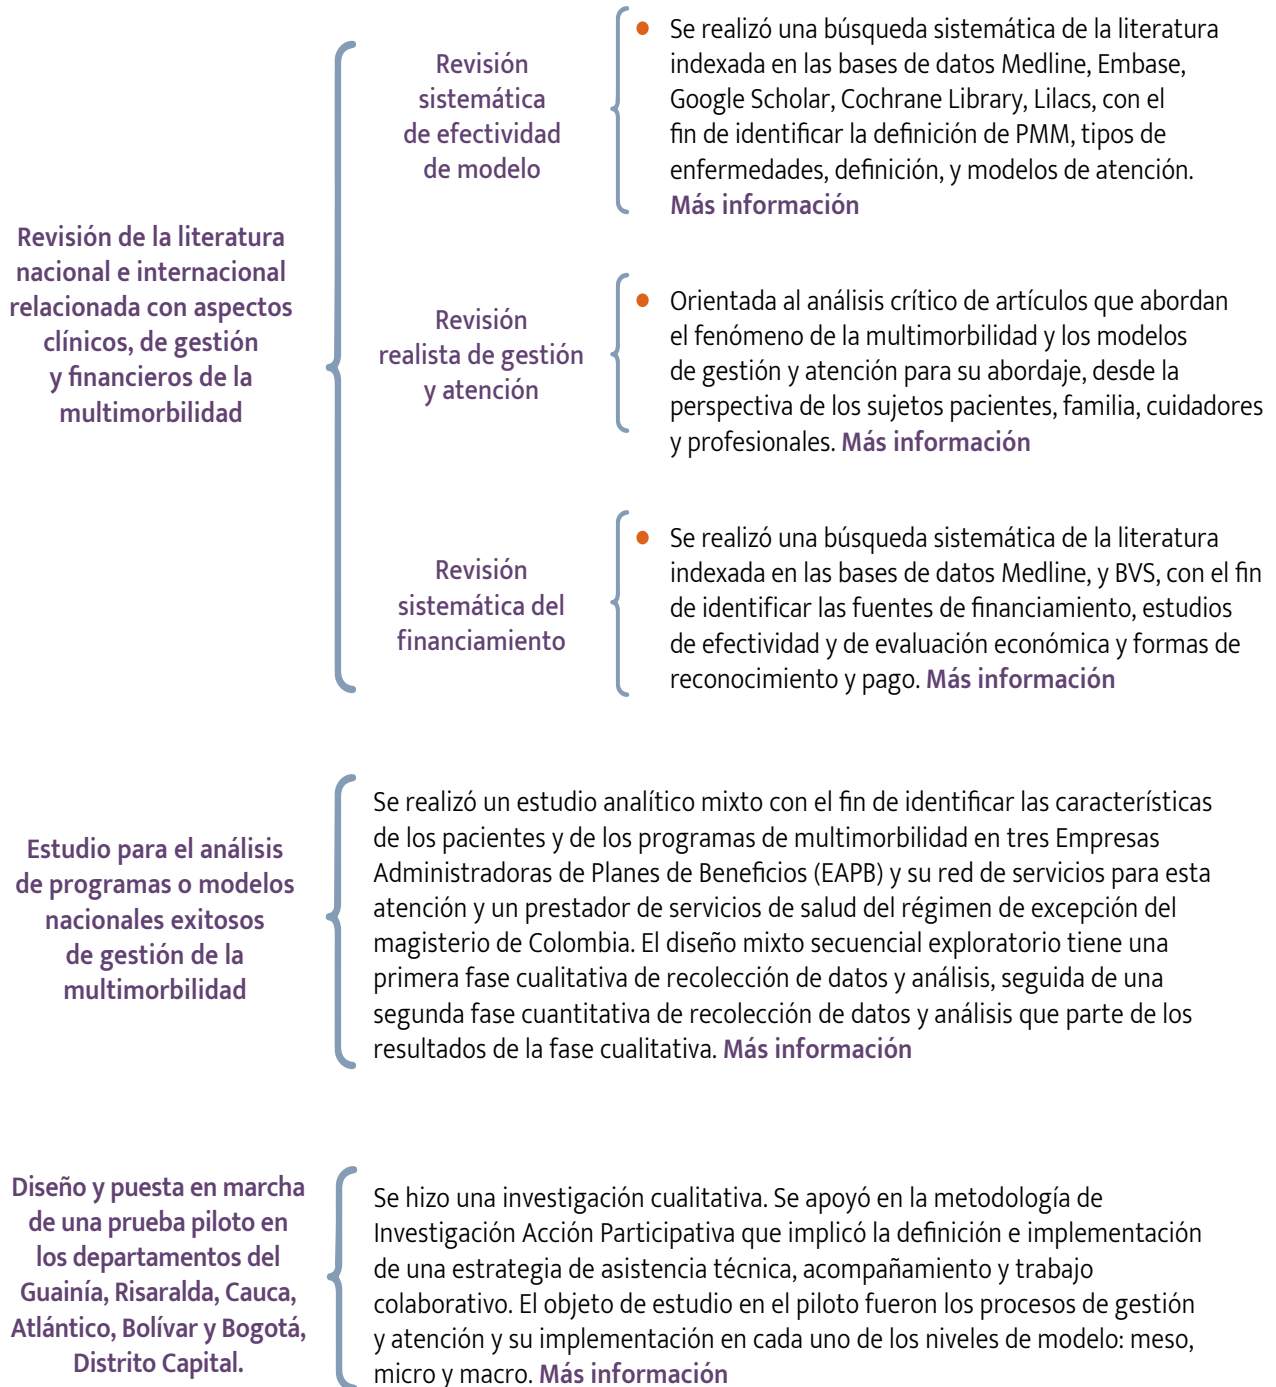 Revisión de la literatura
nacional e internacional
relacionada con aspectos
clínicos, de gestión
y financieros de la
multimorbilidad
Revisión
sistemática
de efectividad
de modelo
Se realizó una búsqueda sistemática de la literatura
indexada en las bases de datos Medline, Embase,
Google Scholar, Cochrane Library, Lilacs, con el
fin de identificar la definición de PMM, tipos de
enfermedades, definición, y modelos de atención.
Más información
Revisión
realista de gestión
y atención
Orientada al análisis crítico de artículos que abordan
el fenómeno de la multimorbilidad y los modelos
de gestión y atención para su abordaje, desde la
perspectiva de los sujetos pacientes, familia, cuidadores
y profesionales. Más información
Revisión
sistemática del
financiamiento
Se realizó una búsqueda sistemática de la literatura
indexada en las bases de datos Medline, y BVS, con el fin
de identificar las fuentes de financiamiento, estudios
de efectividad y de evaluación económica y formas de
reconocimiento y pago. Más información
Estudio para el análisis
de programas o modelos
nacionales exitosos
de gestión de la
multimorbilidad
Se realizó un estudio analítico mixto con el fin de identificar las características
de los pacientes y de los programas de multimorbilidad en tres Empresas
Administradoras de Planes de Beneficios (EAPB) y su red de servicios para esta
atención y un prestador de servicios de salud del régimen de excepción del
magisterio de Colombia. El diseño mixto secuencial exploratorio tiene una
primera fase cualitativa de recolección de datos y análisis, seguida de una
segunda fase cuantitativa de recolección de datos y análisis que parte de los
resultados de la fase cualitativa. Más información
Diseño y puesta en marcha
de una prueba piloto en
los departamentos del
Guainía, Risaralda, Cauca,
Atlántico, Bolívar y Bogotá,
Distrito Capital.
Se hizo una investigación cualitativa. Se apoyó en la metodología de
Investigación Acción Participativa que implicó la definición e implementación
de una estrategia de asistencia técnica, acompañamiento y trabajo
colaborativo. El objeto de estudio en el piloto fueron los procesos de gestión
y atención y su implementación en cada uno de los niveles de modelo: meso,
micro y macro. Más información